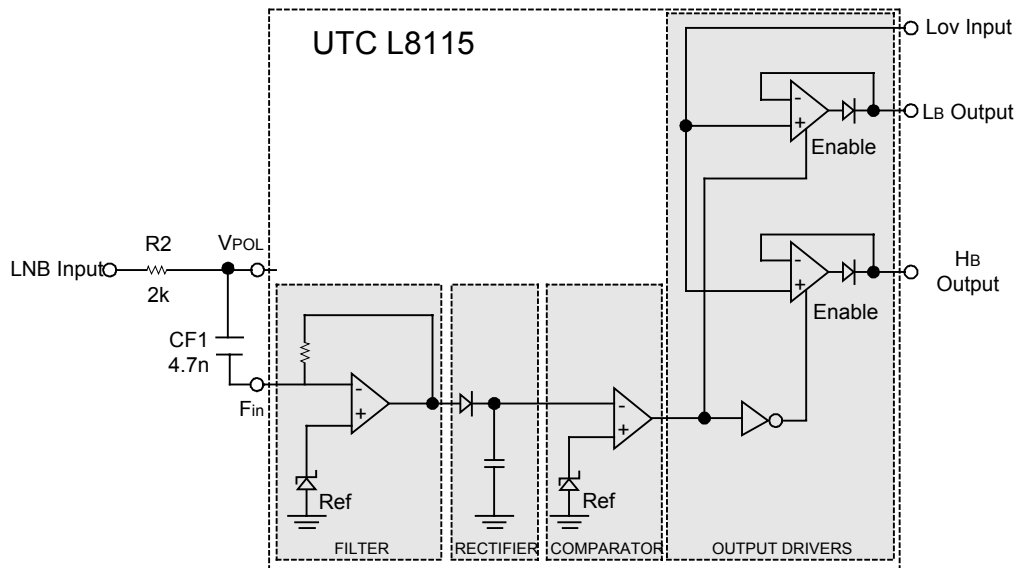 UTC L8115
Lov Input
-
+
LB Output
Enable
R2
VPOL
LNB Input
2k
-
+
HB
Output
Enable
CF1
4.7n
Fin
-
+
-
+
Ref
Ref
FILTER
RECTIFIER
COMPARATOR
OUTPUT DRIVERS